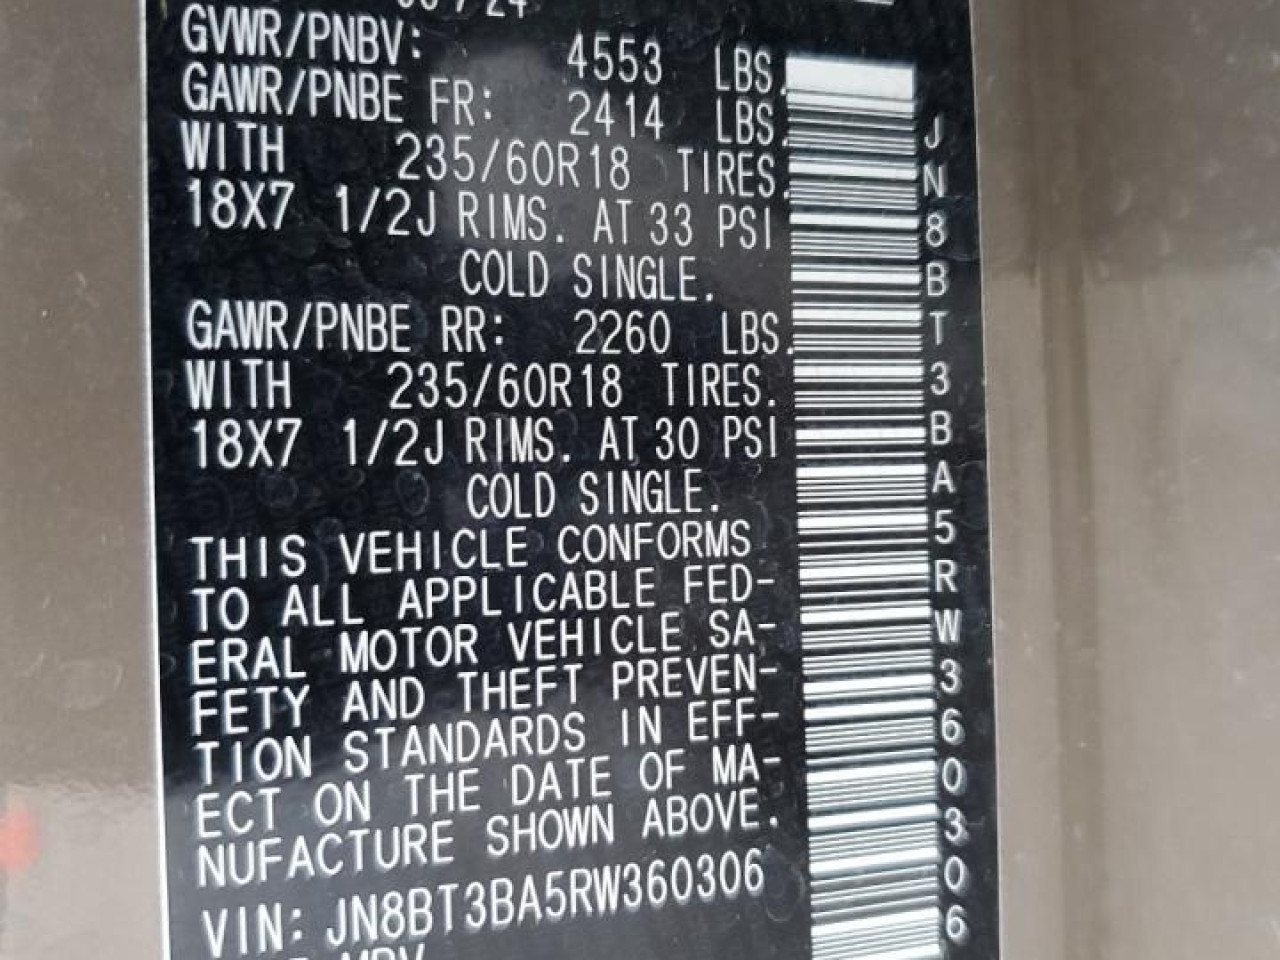 GVWR/PNBV: 4553 LBS.
GAWR/PNBE FR: 2414 LBS.
WITH 235/60R18 TIRES.
18X7 1/2J RIMS. AT 33 PSI
COLD SINGLE.
GAWR/PNBE RR: 2260 LBS.
WITH 235/60R18 TIRES.
18X7 1/2J RIMS. AT 30 PSI
COLD SINGLE.
THIS VEHICLE CONFORMS
TO ALL APPLICABLE FED-
ERAL MOTOR VEHICLE SA-
FETY AND THEFT PREVEN-
TION STANDARDS IN EFF-
ECT ON THE DATE OF MA-
NUFACTURE SHOWN ABOVE.
VIN: JN8BT3BA5RW360306
JN8BT3BA5RW360306